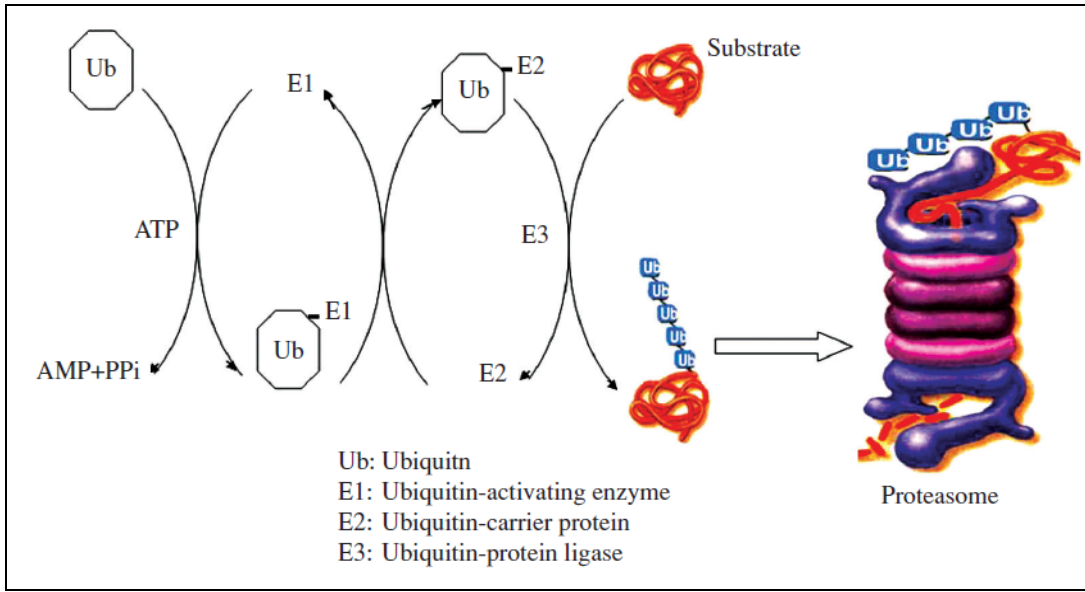 Ub
E1
Ub
E2
Substrate
ATP
E3
Ub
E1
AMP+PPi
E2
Ub
Ub
Ub
Ub
Ub
Ub
Ub
Ub
Ub
Proteasome
Ub: Ubiquitn
E1: Ubiquitin-activating enzyme
E2: Ubiquitin-carrier protein
E3: Ubiquitin-protein ligase